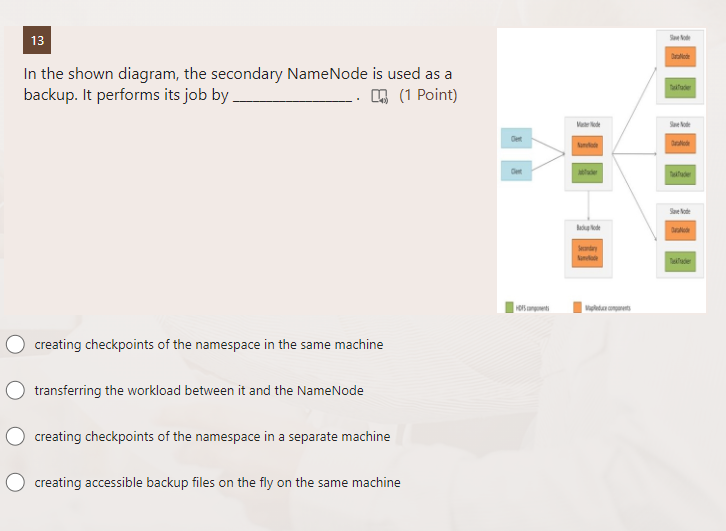 13
In the shown diagram, the secondary NameNode is used as a
backup. It performs its job by __________________. (1 Point)
Slave Node
DataNode
TaskTracker
Client
Client
Master Node
NameNode
JobTracker
Slave Node
DataNode
TaskTracker
Backup Node
Secondary
NameNode
Slave Node
DataNode
TaskTracker
HDFS components
MapReduce components
creating checkpoints of the namespace in the same machine
transferring the workload between it and the NameNode
creating checkpoints of the namespace in a separate machine
creating accessible backup files on the fly on the same machine